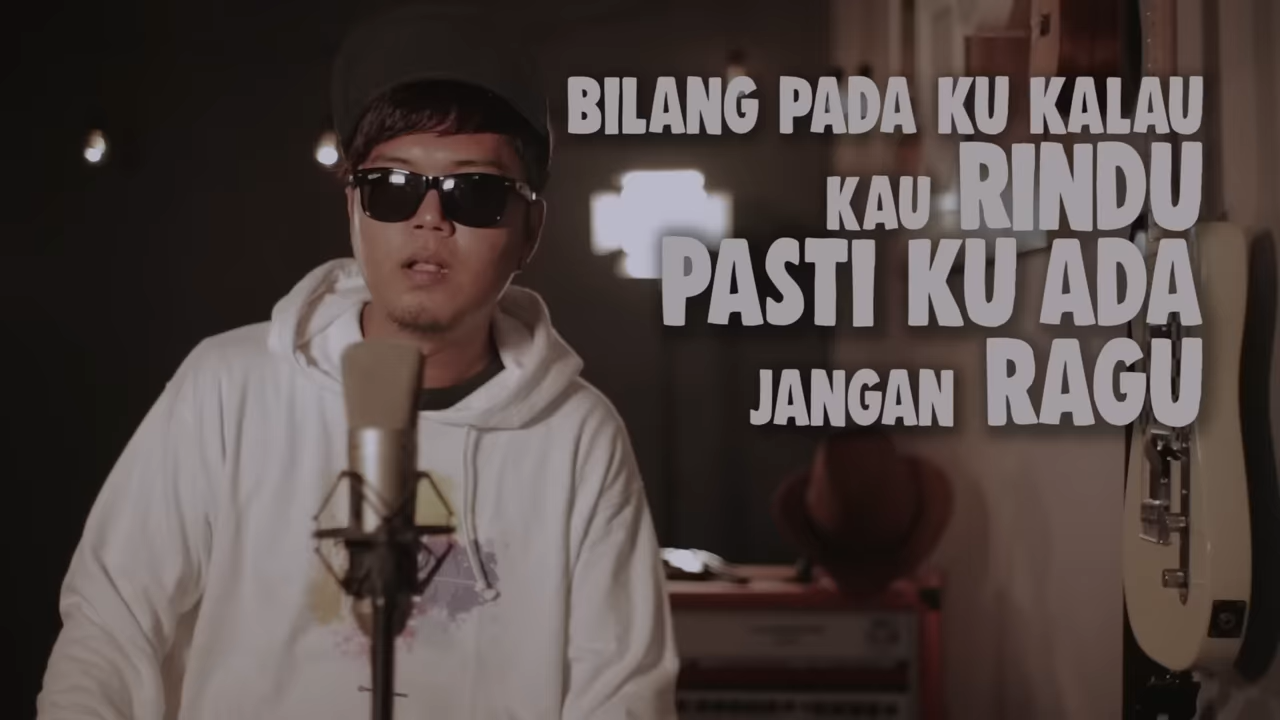 BILANG PADA KU KALAU
KAU RINDU
PASTI KU ADA
JANGAN RAGU